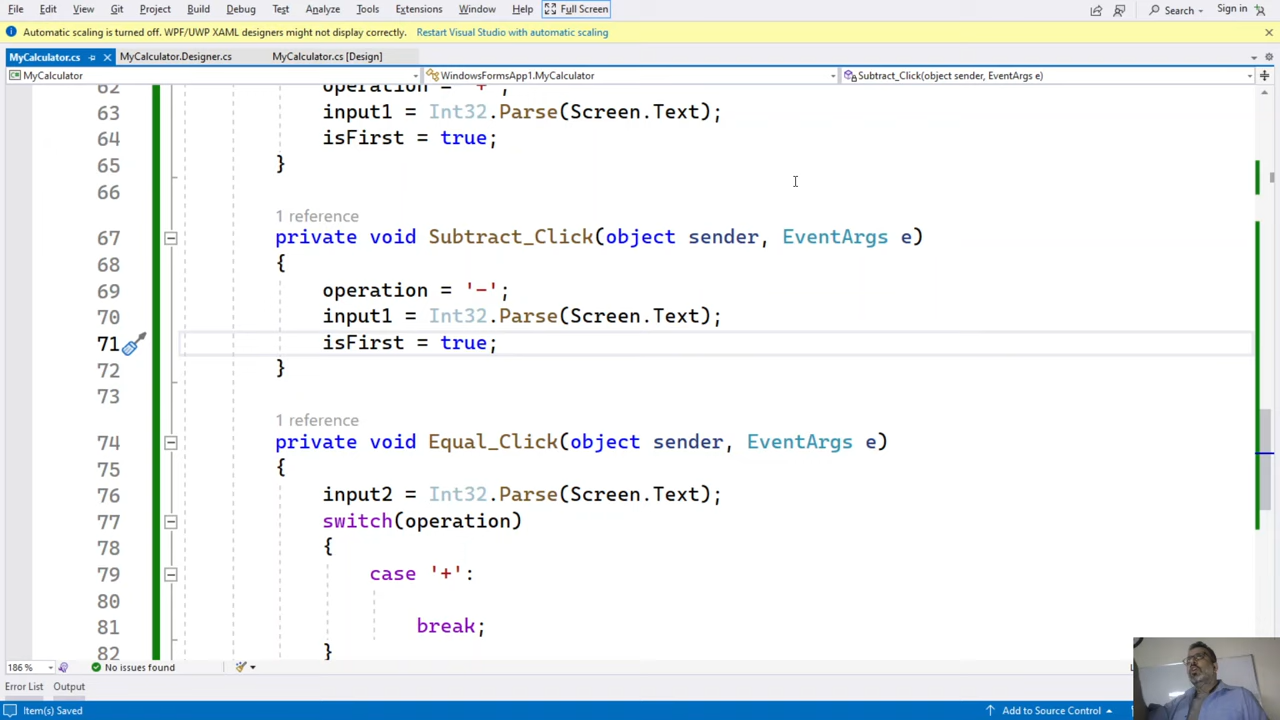 File Edit View Git Project Build Debug Test Analyze Tools Extensions Window Help Full Screen Search Sign in
Automatic scaling is turned off. WPF/UWP XAML designers might not display correctly. Restart Visual Studio with automatic scaling
MyCalculator.cs MyCalculator.Designer.cs MyCalculator.cs [Design]
MyCalculator WindowsFormsApp1.MyCalculator Subtract_Click(object sender, EventArgs e)
62 operation = '+';
63 input1 = Int32.Parse(Screen.Text);
64 isFirst = true;
65 }
66
1 reference
67 private void Subtract_Click(object sender, EventArgs e)
68 {
69 operation = '-';
70 input1 = Int32.Parse(Screen.Text);
71 isFirst = true;
72 }
73
1 reference
74 private void Equal_Click(object sender, EventArgs e)
75 {
76 input2 = Int32.Parse(Screen.Text);
77 switch(operation)
78 {
79 case '+':
80
81 break;
82 }
186 % No issues found
Error List Output
Item(s) Saved Add to Source Control